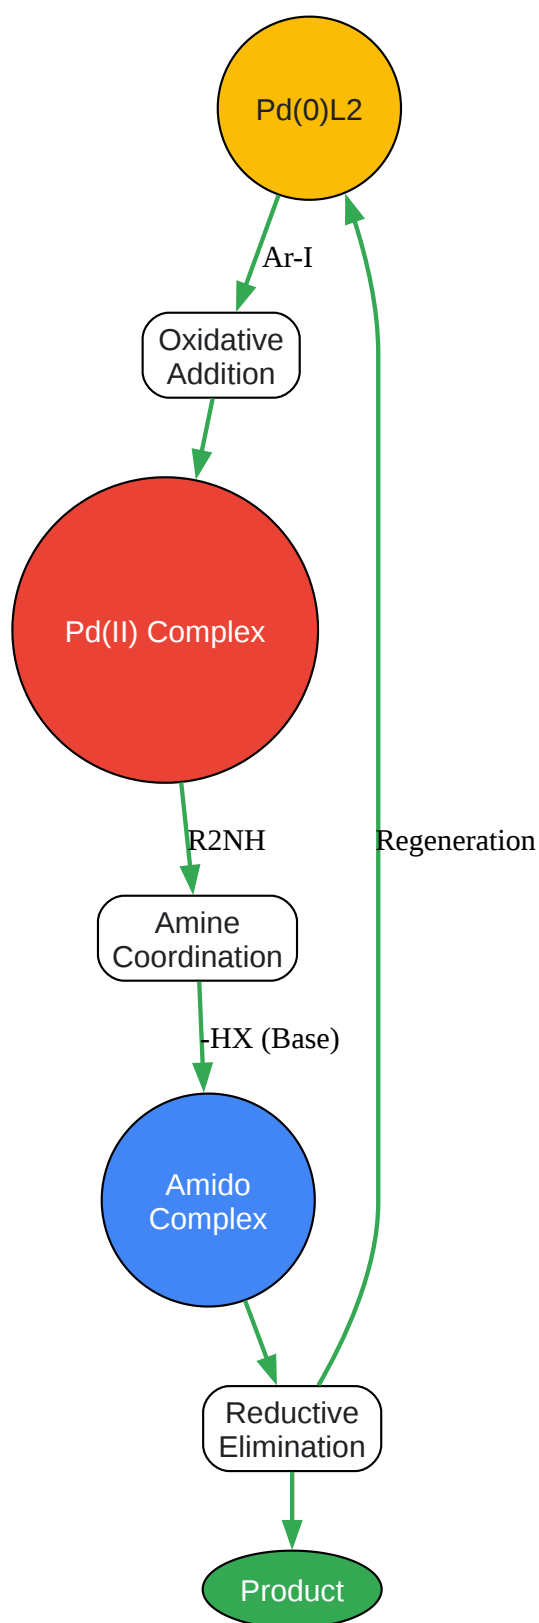 Pd(0)L2
Ar-I
Oxidative
Addition
Pd(II) Complex
R2NH
Regeneration
Amine
Coordination
-HX (Base)
Amido
Complex
Reductive
Elimination
Product